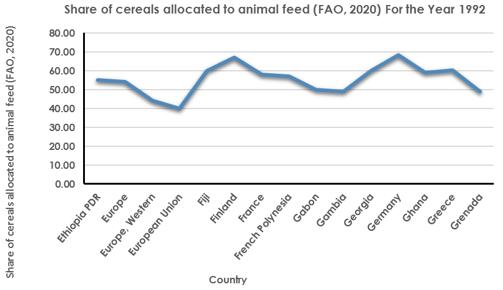 Share of cereals allocated to animal feed (FAO, 2020) For the Year 1992
Share of cereals allocated to animal feed (FAO, 2020)
80.00
70.00
60.00
50.00
40.00
30.00
20.00
10.00
0.00
Ethiopia PDR
Europe
Europe, Western
European Union
Fiji
Finland
France
French Polynesia
Gabon
Gambia
Georgia
Germany
Ghana
Greece
Grenada
Country